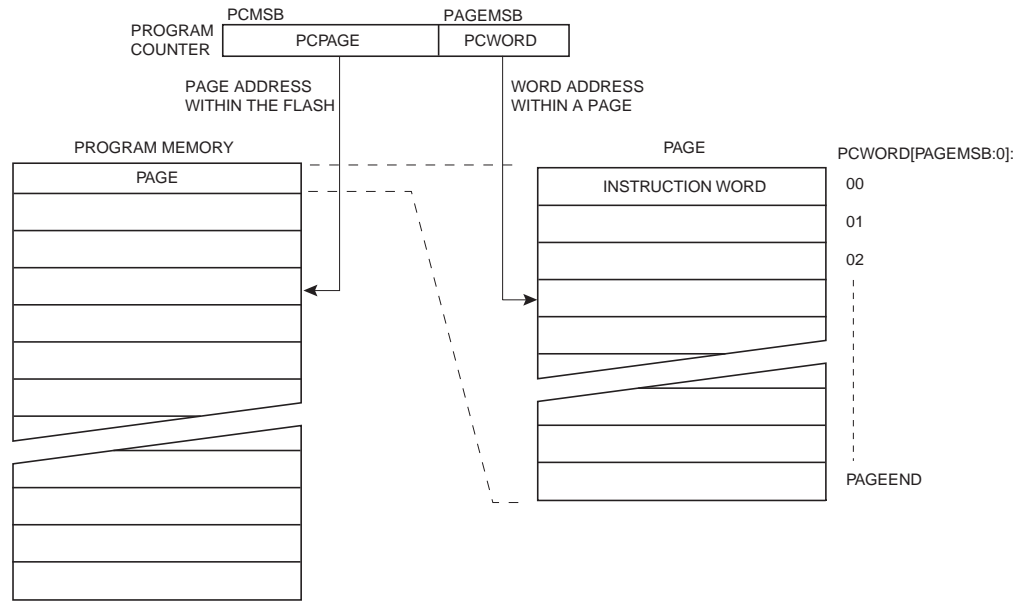 PCMSB PAGEMSB
PROGRAM
COUNTER
PCPAGE PCWORD
PAGE ADDRESS
WITHIN THE FLASH
WORD ADDRESS
WITHIN A PAGE
PROGRAM MEMORY
PAGE
PAGE
PCWORD[PAGEMSB:0]:
INSTRUCTION WORD
00
01
02
PAGEEND